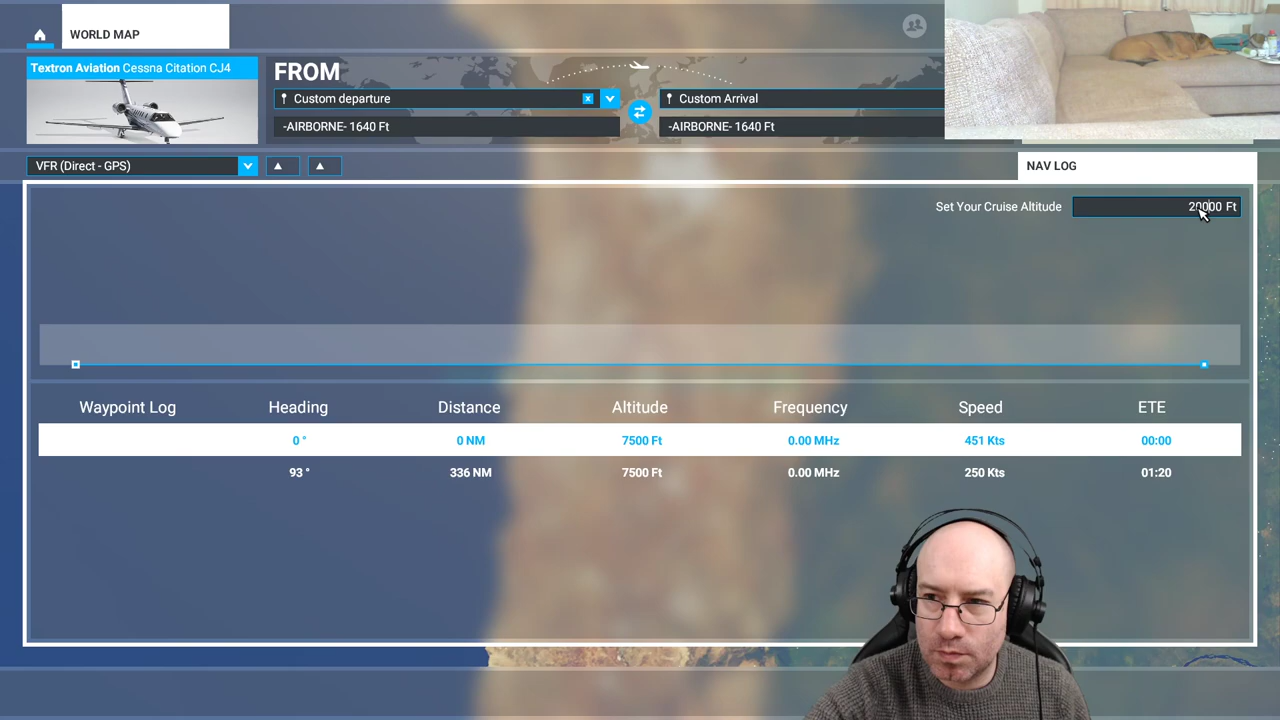 WORLD MAP
Textron Aviation Cessna Citation CJ4
FROM
Custom departure
x
Custom Arrival
-AIRBORNE- 1640 Ft
-AIRBORNE- 1640 Ft
VFR (Direct - GPS)
NAV LOG
Set Your Cruise Altitude
20000 Ft
Waypoint Log Heading Distance Altitude Frequency Speed ETE
0 ° 0 NM 7500 Ft 0.00 MHz 451 Kts 00:00
93 ° 336 NM 7500 Ft 0.00 MHz 250 Kts 01:20